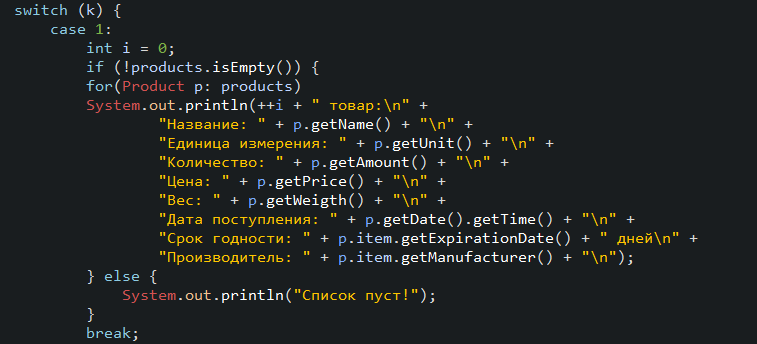 switch (k) {
case 1:
int i = 0;
if (!products.isEmpty()) {
for(Product p: products)
System.out.println(++i + " товар:\n" +
"Название: " + p.getName() + "\n" +
"Единица измерения: " + p.getUnit() + "\n" +
"Количество: " + p.getAmount() + "\n" +
"Цена: " + p.getPrice() + "\n" +
"Вес: " + p.getWeigth() + "\n" +
"Дата поступления: " + p.getDate().getTime() + "\n" +
"Срок годности: " + p.item.getExpirationDate() + " дней\n" +
"Производитель: " + p.item.getManufacturer() + "\n");
} else {
System.out.println("Список пуст!");
}
break;